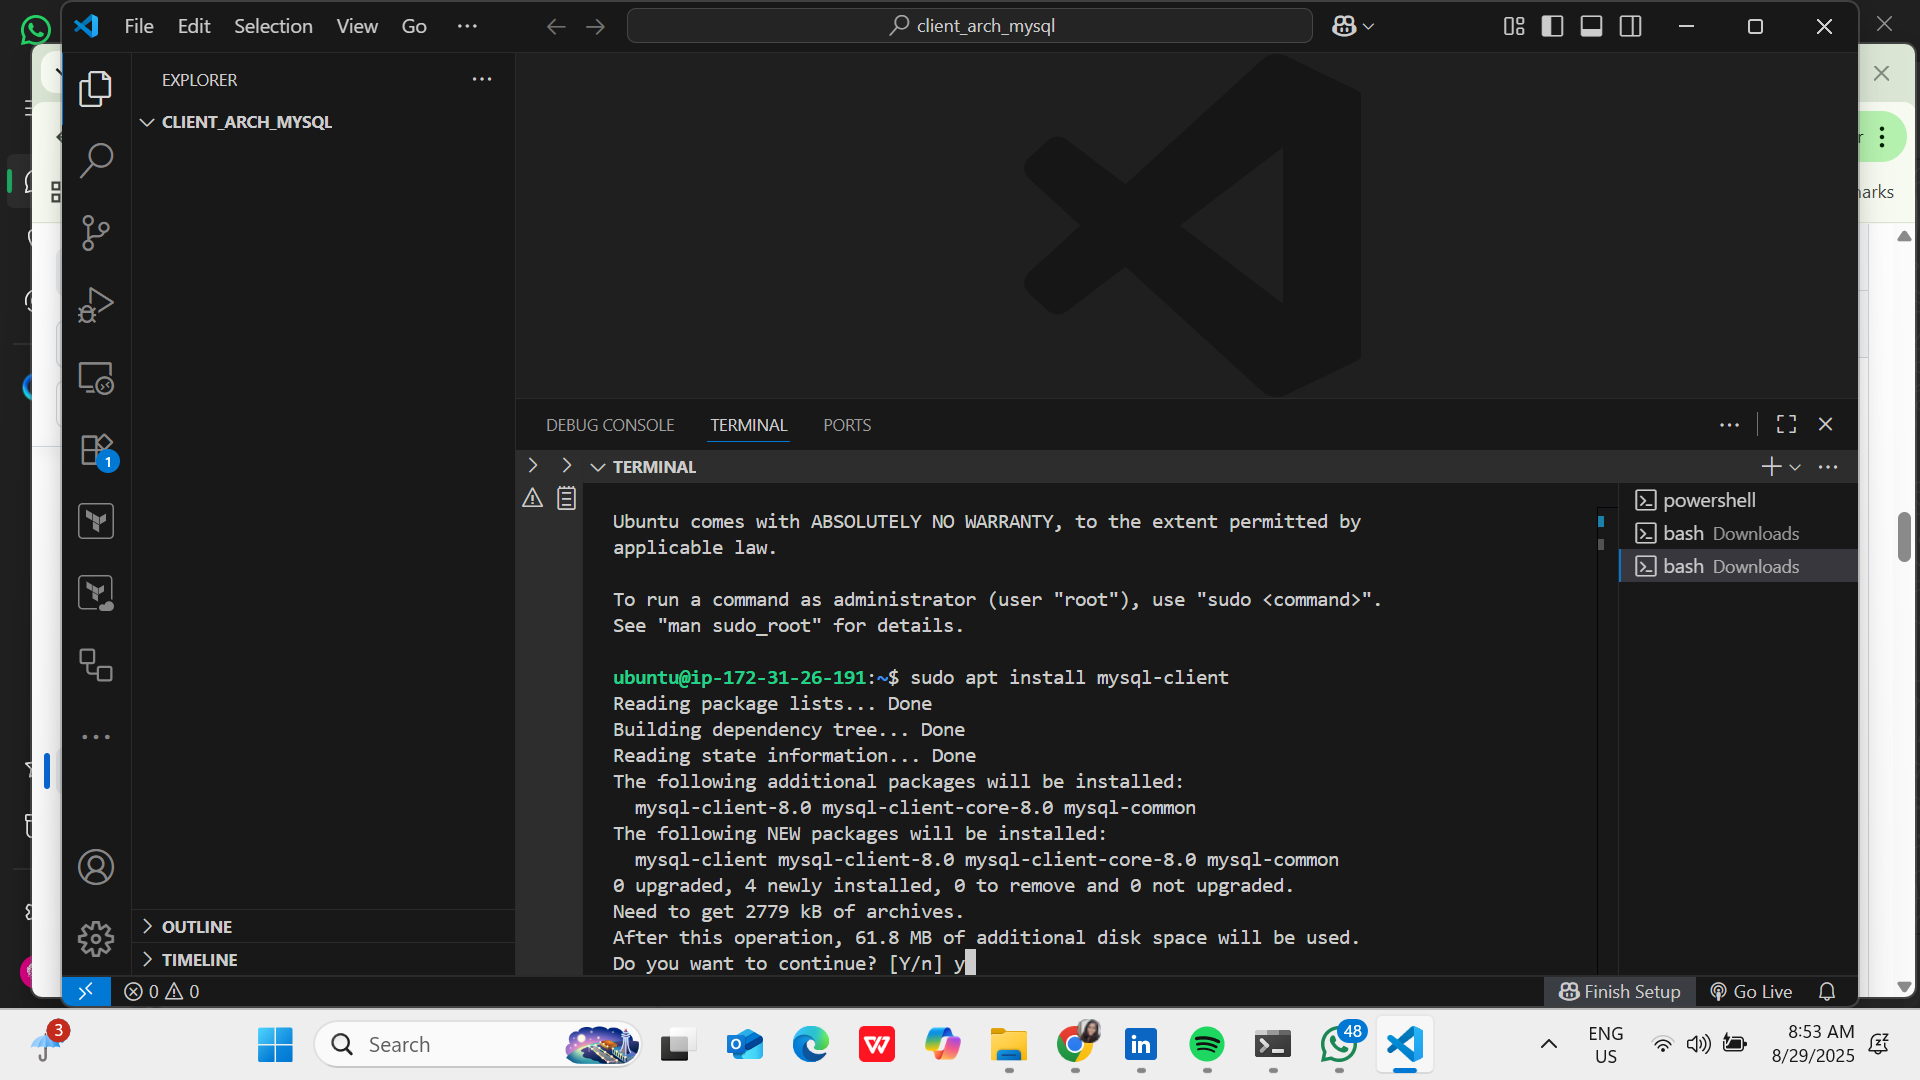 File Edit Selection View Go
client_arch_mysql
EXPLORER
CLIENT_ARCH_MYSQL
OUTLINE
TIMELINE
DEBUG CONSOLE TERMINAL PORTS
TERMINAL
powershell
bash Downloads
bash Downloads
Ubuntu comes with ABSOLUTELY NO WARRANTY, to the extent permitted by
applicable law.
To run a command as administrator (user "root"), use "sudo <command>".
See "man sudo_root" for details.
ubuntu@ip-172-31-26-191:~$ sudo apt install mysql-client
Reading package lists... Done
Building dependency tree... Done
Reading state information... Done
The following additional packages will be installed:
mysql-client-8.0 mysql-client-core-8.0 mysql-common
The following NEW packages will be installed:
mysql-client mysql-client-8.0 mysql-client-core-8.0 mysql-common
0 upgraded, 4 newly installed, 0 to remove and 0 not upgraded.
Need to get 2779 kB of archives.
After this operation, 61.8 MB of additional disk space will be used.
Do you want to continue? [Y/n] y
1
0 0
Finish Setup Go Live
3
Search
48
ENG
US
8:53 AM
8/29/2025